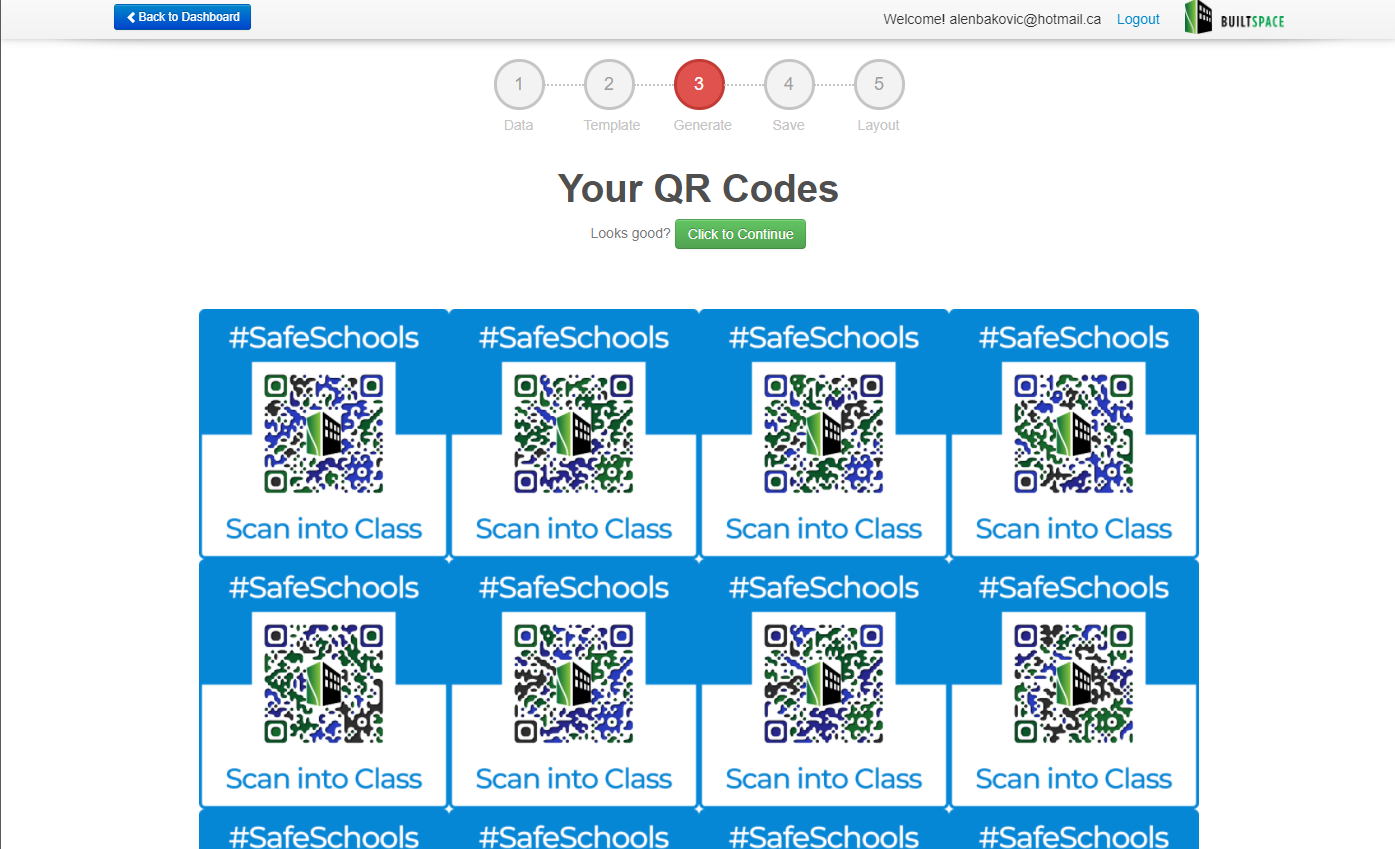 Back to Dashboard
Welcome! alenbakovic@hotmail.ca Logout BUILTSPACE
1 2 3 4 5
Data Template Generate Save Layout
Your QR Codes
Looks good? Click to Continue
#SafeSchools #SafeSchools #SafeSchools #SafeSchools
Scan into Class Scan into Class Scan into Class Scan into Class
#SafeSchools #SafeSchools #SafeSchools #SafeSchools
Scan into Class Scan into Class Scan into Class Scan into Class
#SafeSchools #SafeSchools #SafeSchools #SafeSchools